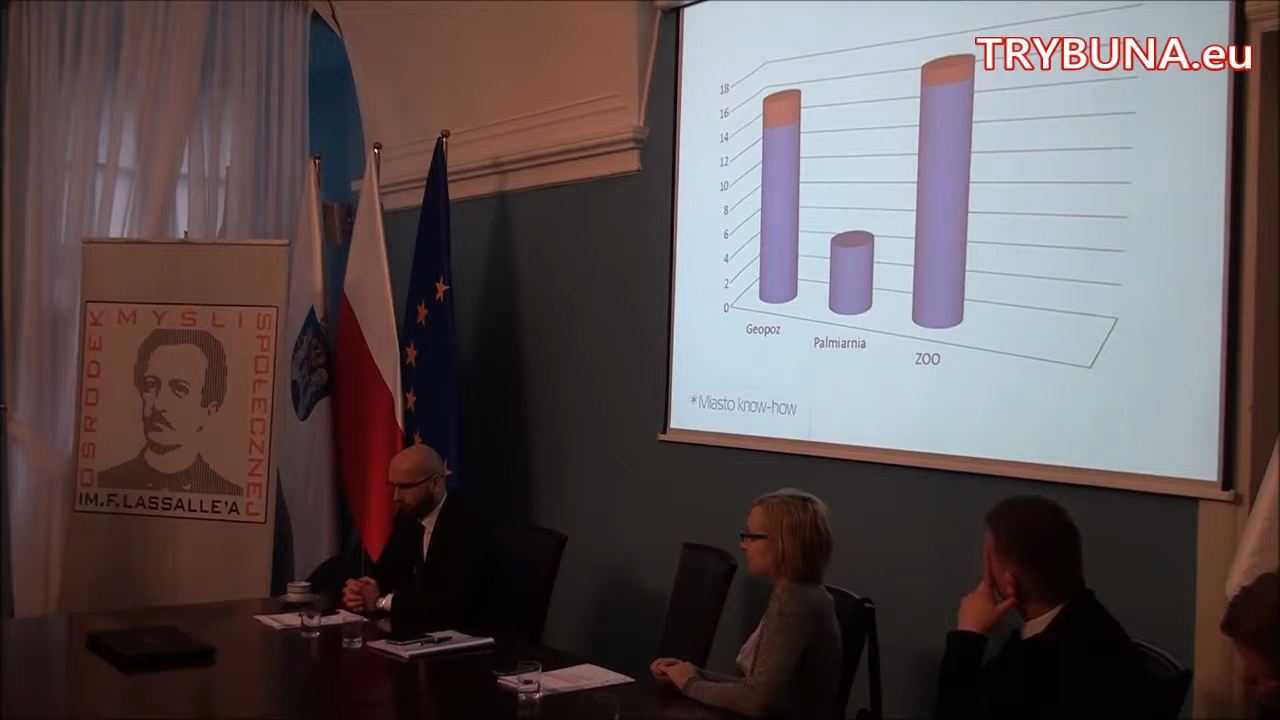 TRYBUNA.eu
18
16
14
12
10
8
6
4
2
0
Geopoz
Palmiarnia
ZOO
*Miasto know-how
OŚRODEK MYŚLI SPOŁECZNEJ
IM. F. LASSALLE'A